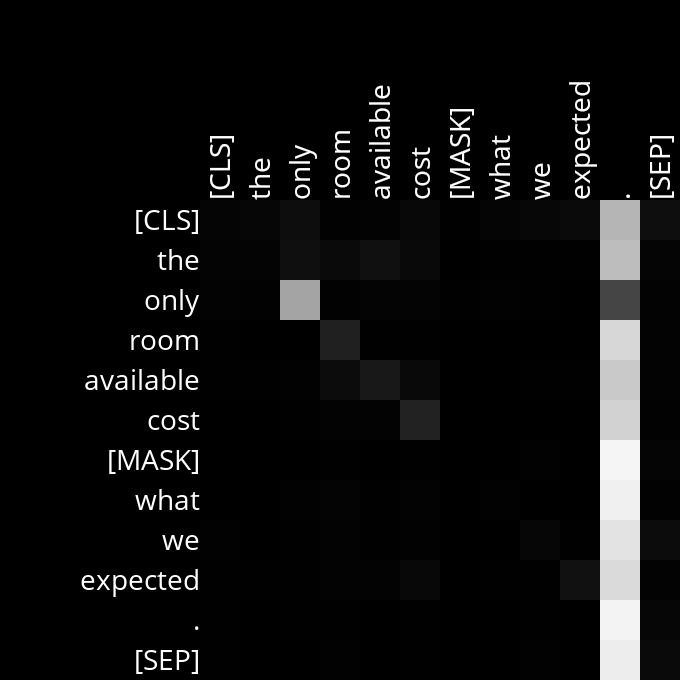 [CLS]
the
only
room
available
cost
[MASK]
what
we
expected
.
[SEP]
[CLS]
the
only
room
available
cost
[MASK]
what
we
expected
.
[SEP]